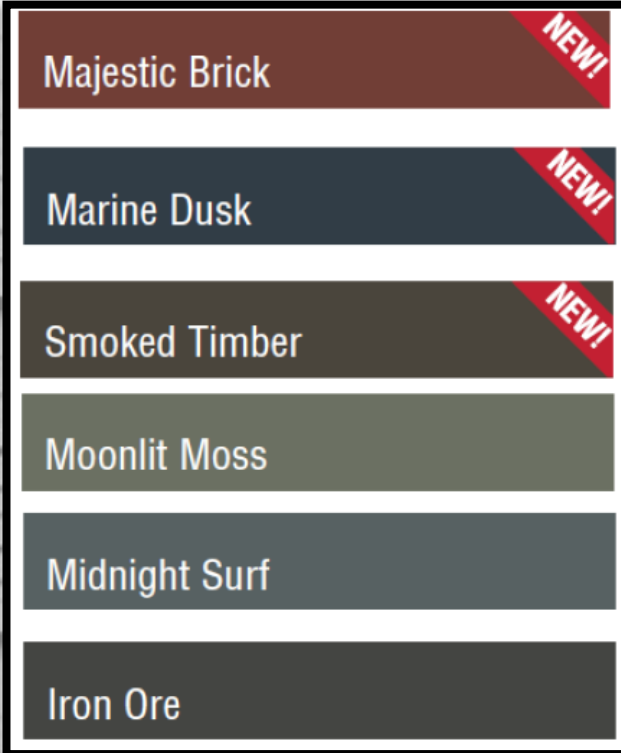 Majestic Brick
NEW!
Marine Dusk
NEW!
Smoked Timber
NEW!
Moonlit Moss
Midnight Surf
Iron Ore